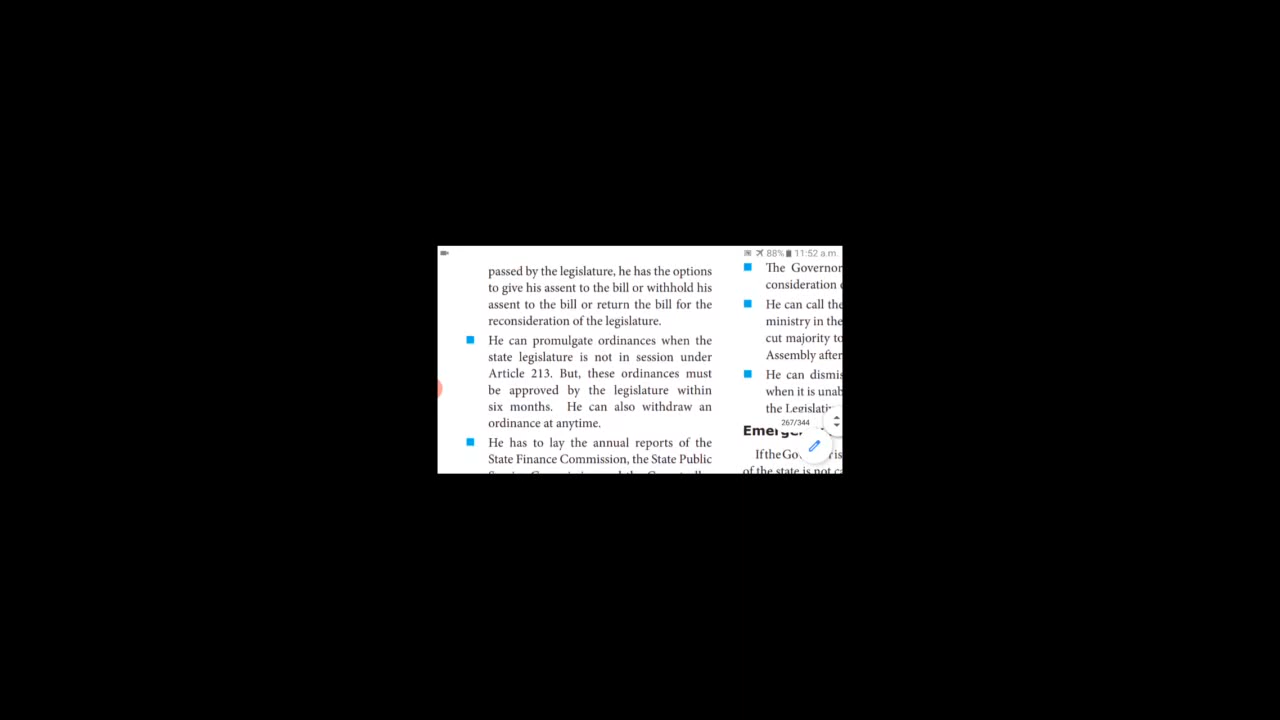 88% 11:52 a.m.
passed by the legislature, he has the options
to give his assent to the bill or withhold his
assent to the bill or return the bill for the
reconsideration of the legislature.
He can promulgate ordinances when the
state legislature is not in session under
Article 213. But, these ordinances must
be approved by the legislature within
six months. He can also withdraw an
ordinance at anytime.
He has to lay the annual reports of the
State Finance Commission, the State Public
The Governor
consideration
He can call the
ministry in the
cut majority to
Assembly after
He can
when it is
the
267/344
If the
of the state is not